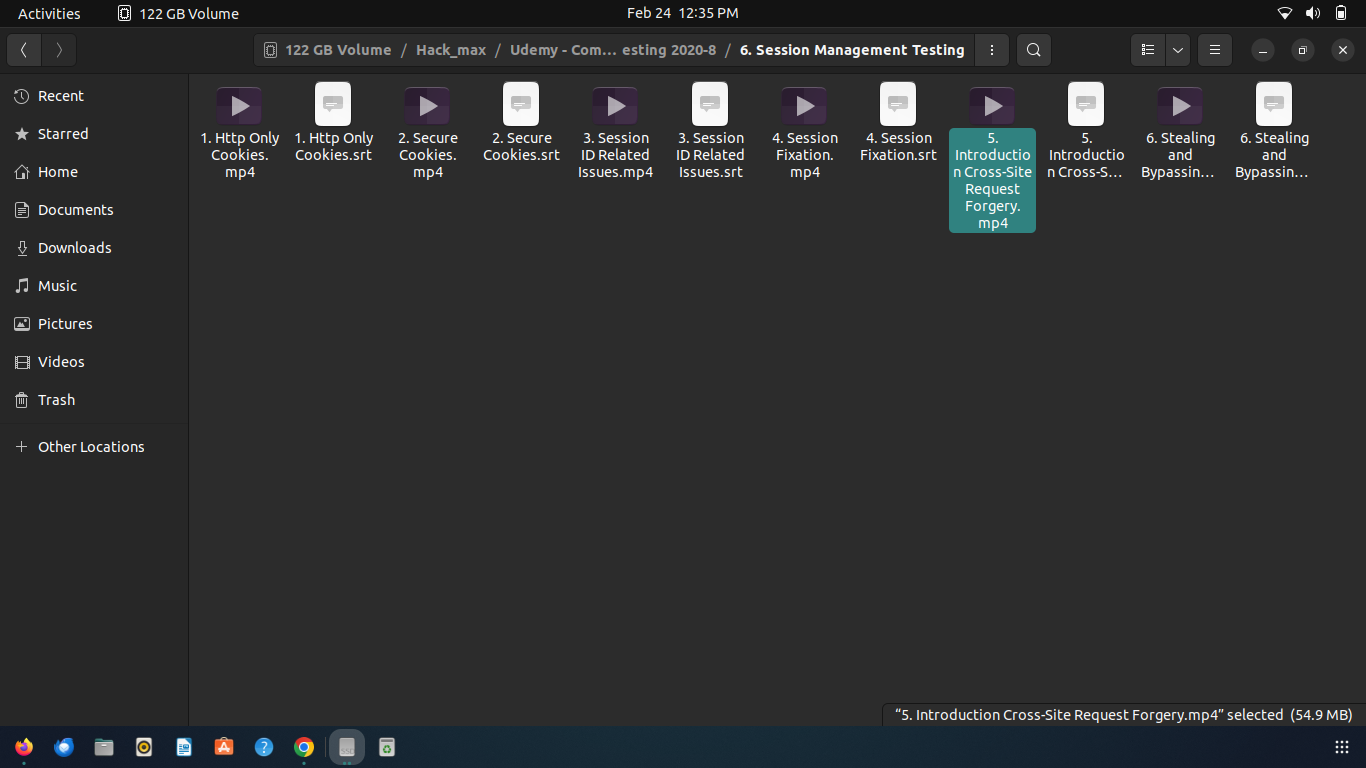 Activities
122 GB Volume
Feb 24 12:35 PM
122 GB Volume / Hack_max / Udemy - Com... esting 2020-8 / 6. Session Management Testing
Recent
Starred
Home
Documents
Downloads
Music
Pictures
Videos
Trash
Other Locations
1. Http Only
Cookies.
mp4
1. Http Only
Cookies.srt
2. Secure
Cookies.
mp4
2. Secure
Cookies.srt
3. Session
ID Related
Issues.mp4
3. Session
ID Related
Issues.srt
4. Session
Fixation.
mp4
4. Session
Fixation.srt
5.
Introductio
n Cross-Site
Request
Forgery.
mp4
5.
Introduction
n Cross-S...
6. Stealing
and
Bypassin...
6. Stealing
and
Bypassin...
“5. Introduction Cross-Site Request Forgery.mp4” selected (54.9 MB)